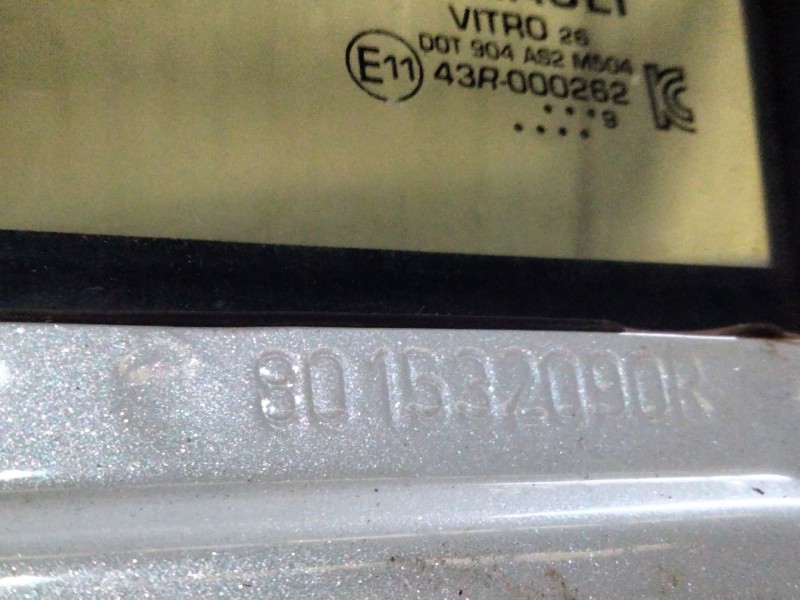 VITRO 26
DOT 904 AS2 M504
E11 43R-000262
9
801532090R